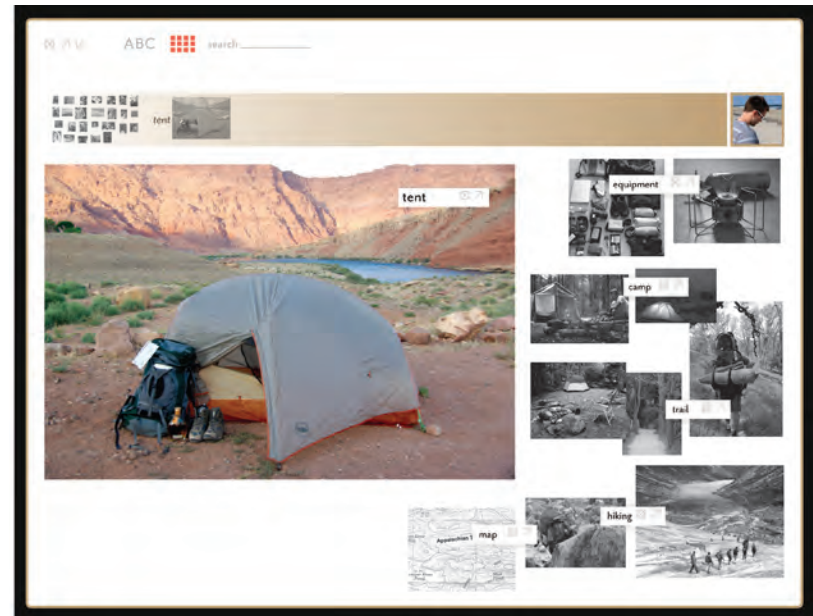 ABC
search
tent
tent
equipment
camp
trail
hiking
map